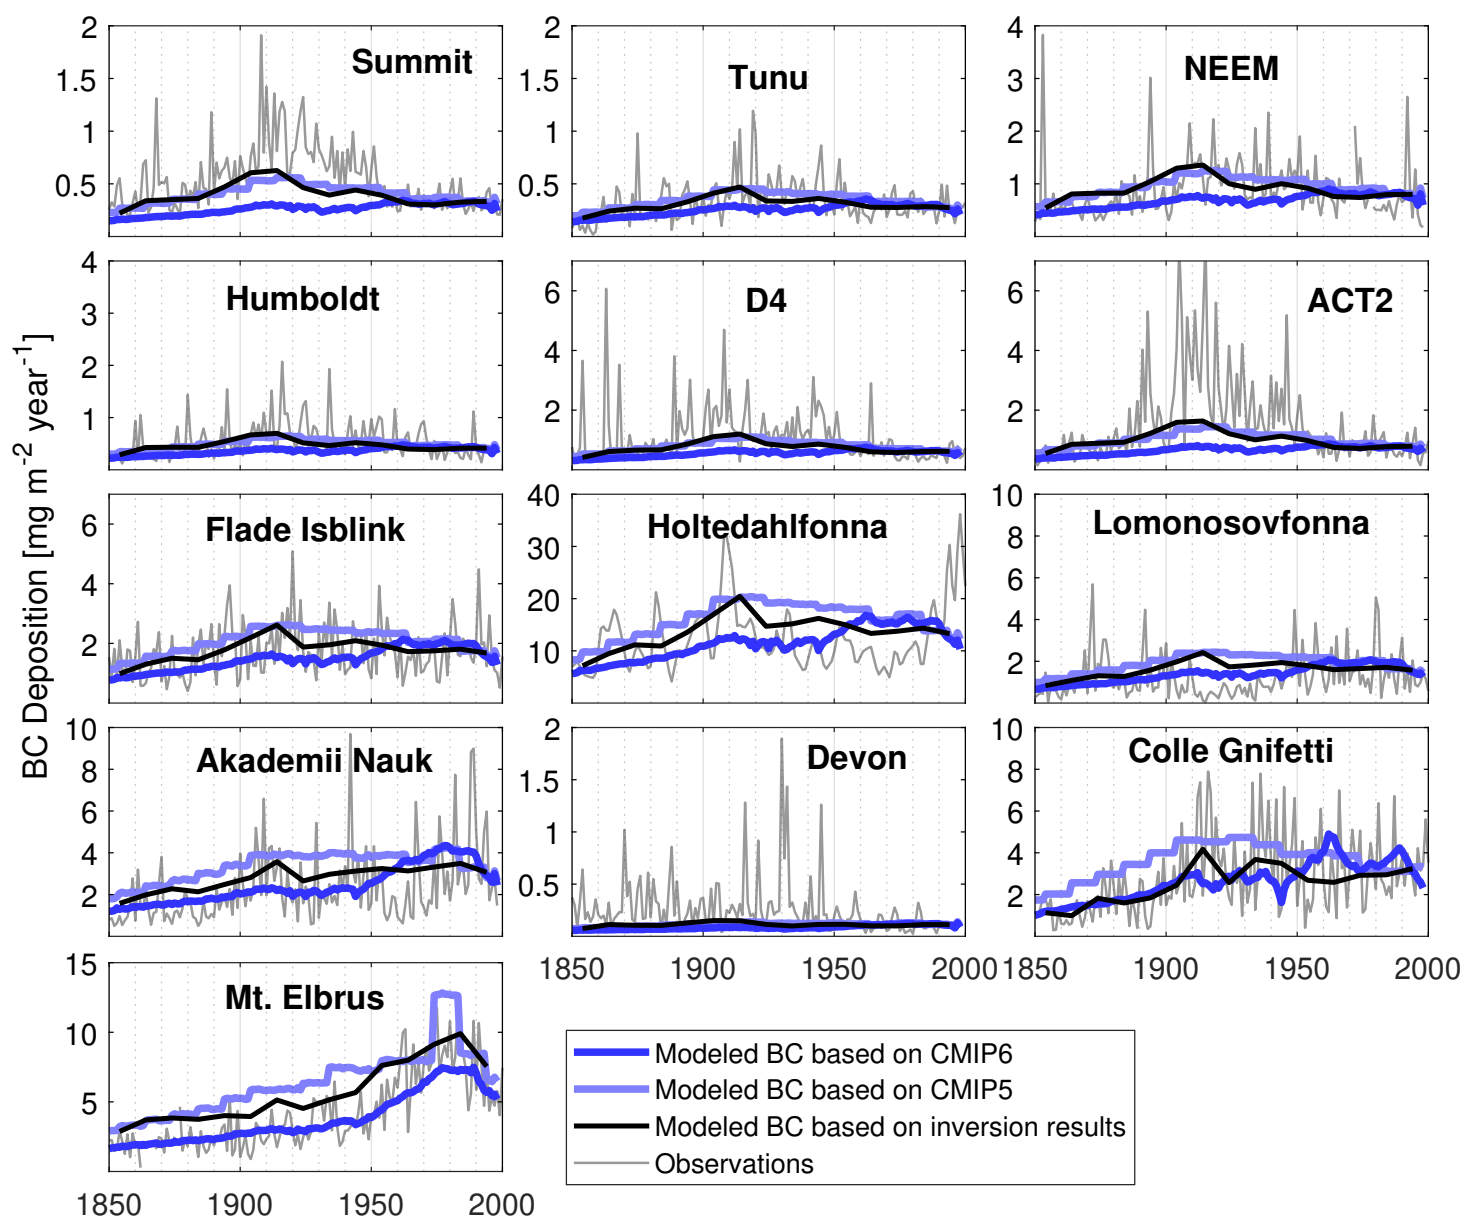 2
1.5
1
0.5
Summit
2
1.5
1
0.5
Tunu
4
3
2
1
NEEM
4
3
2
1
Humboldt
6
4
2
D4
6
4
2
ACT2
BC Deposition [mg m-2 year-1]
6
4
2
Flade Isblink
40
30
20
10
Holtedahlfonna
10
8
6
4
2
Lomonosovfonna
10
8
6
4
2
Akademii Nauk
2
1.5
1
0.5
Devon
1850 1900 1950 2000
10
8
6
4
2
Colle Gnifetti
1850 1900 1950 2000
15
10
5
Mt. Elbrus
1850 1900 1950 2000
Modeled BC based on CMIP6
Modeled BC based on CMIP5
Modeled BC based on inversion results
Observations